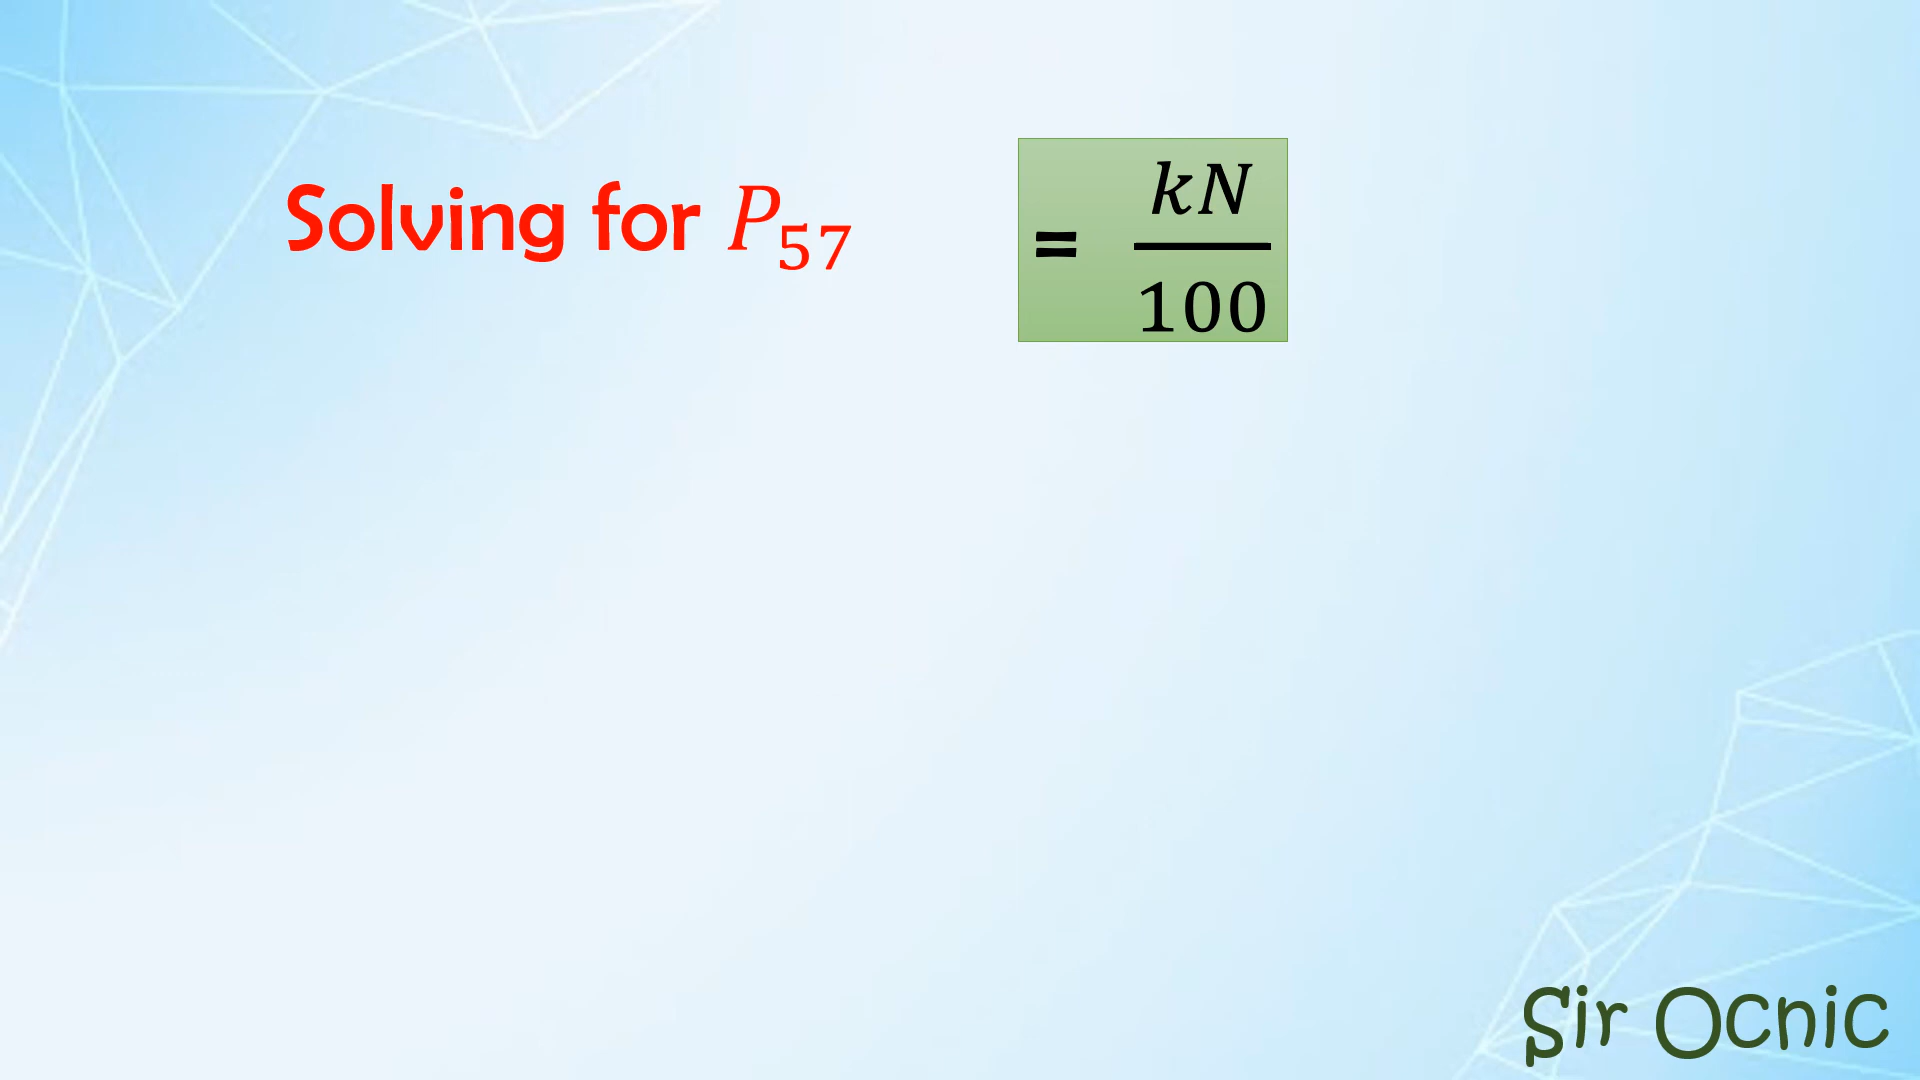 Solving for P₅₇ = kN/100
Sir Ocnic